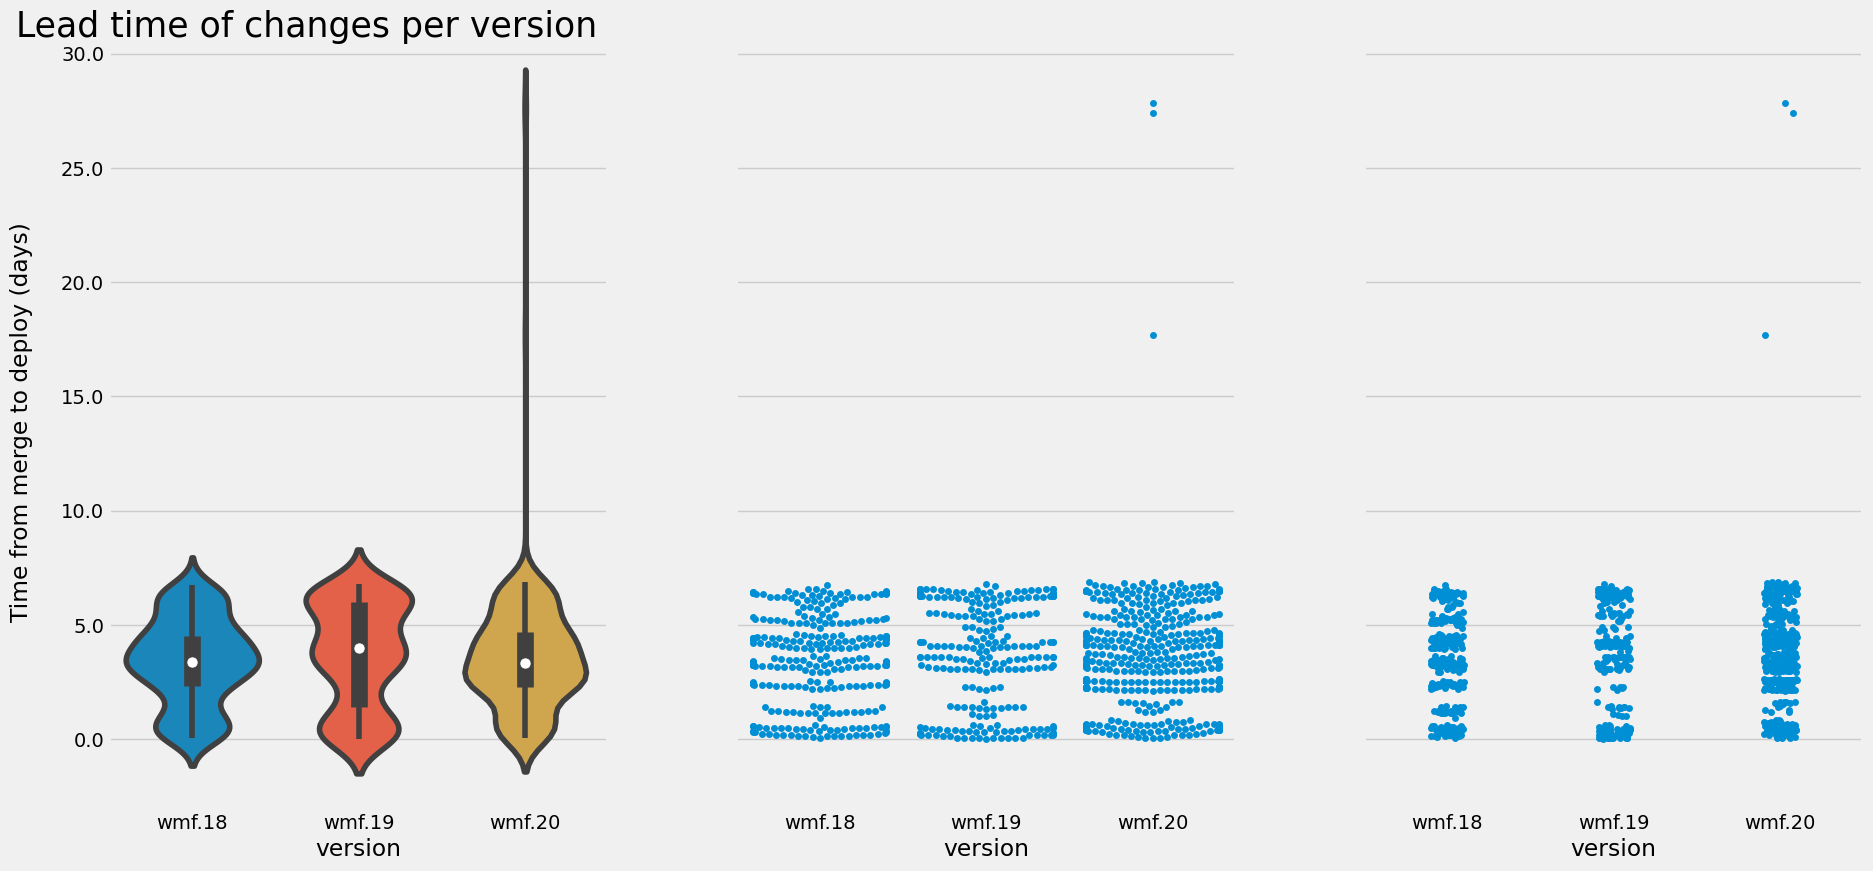 Lead time of changes per version
Time from merge to deploy (days)
30.0
25.0
20.0
15.0
10.0
5.0
0.0
wmf.18 wmf.19 wmf.20
version
wmf.18 wmf.19 wmf.20
version
wmf.18 wmf.19 wmf.20
version